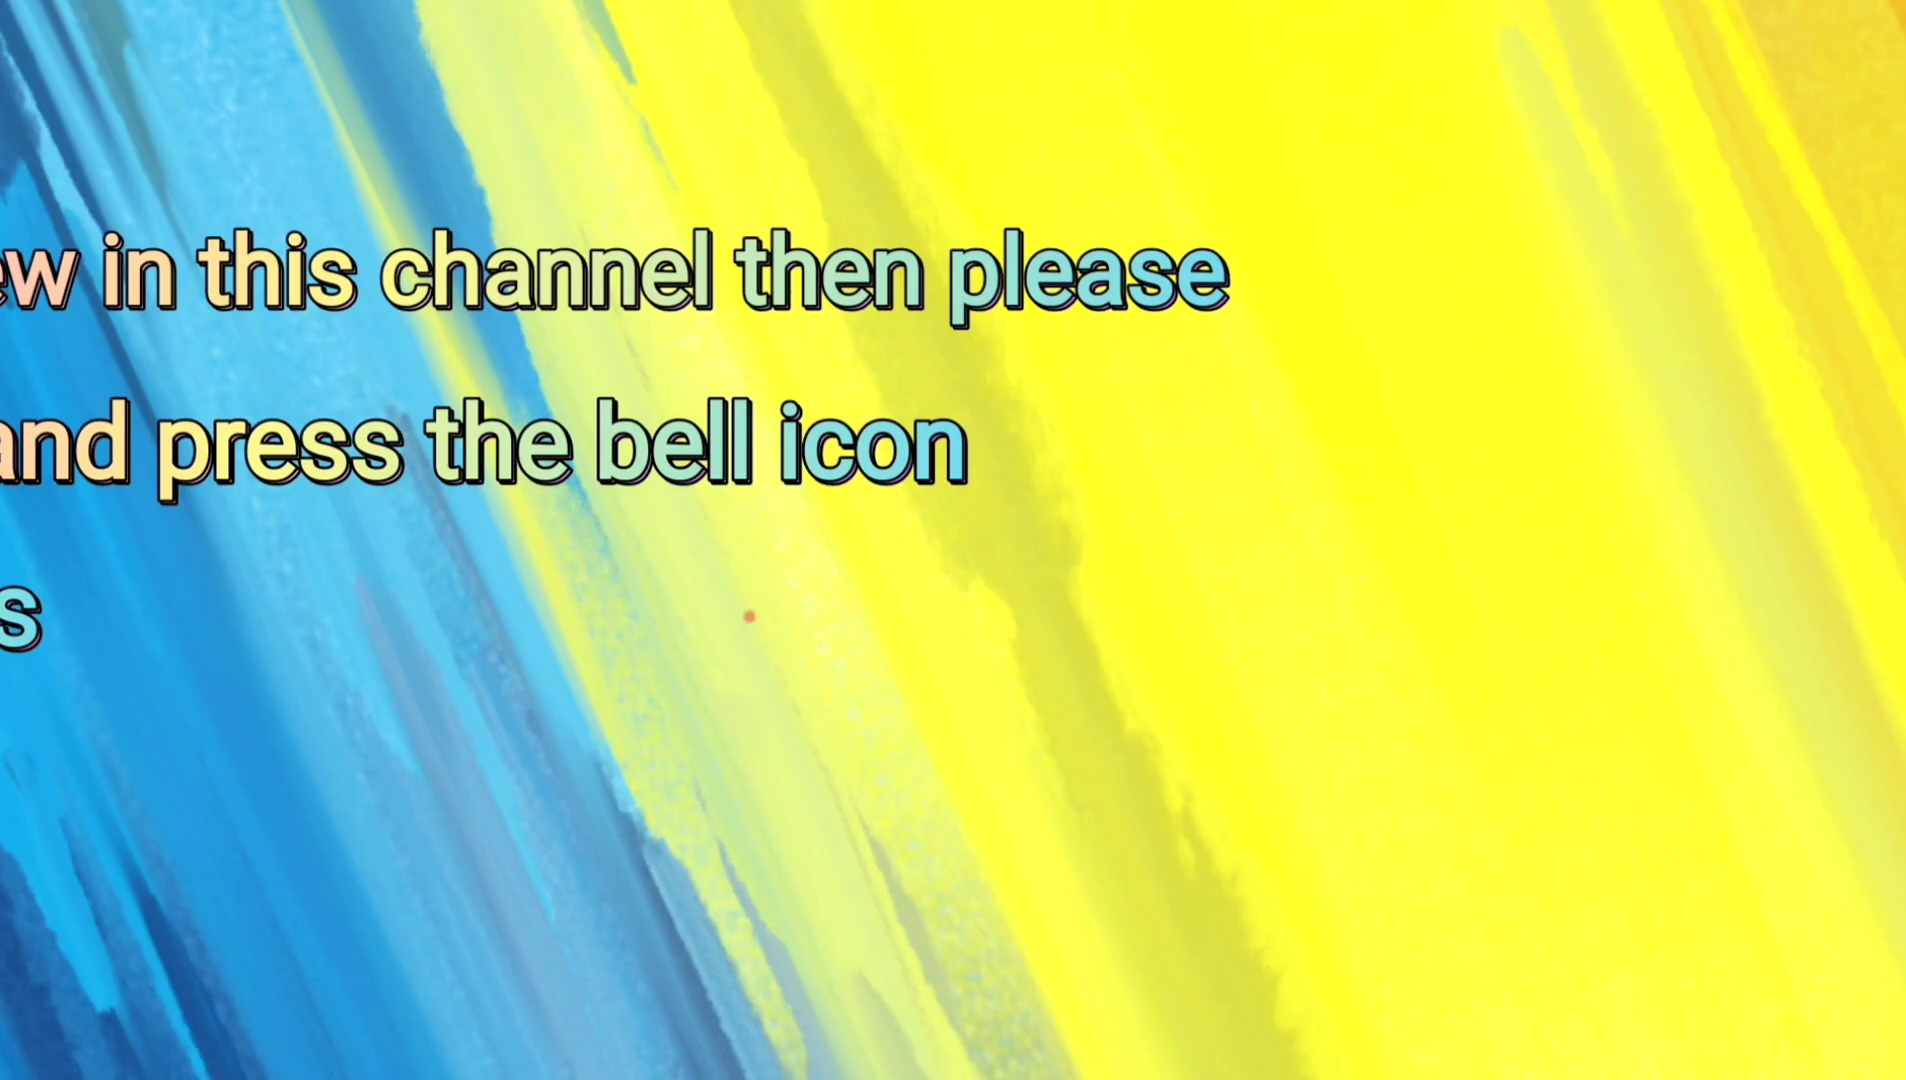 ew in this channel then please
and press the bell icon
s